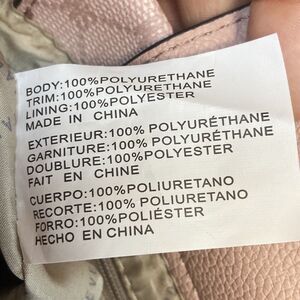 BODY:100%POLYURETHANE
TRIM:100%POLYURETHANE
LINING:100%POLYESTER
MADE IN CHINA
EXTERIEUR:100% POLYURÉTHANE
GARNITURE:100% POLYURÉTHANE
DOUBLURE:100%POLYESTER
FAIT EN CHINE
CUERPO:100%POLIURETANO
RECORTE:100% POLIURETANO
FORRO:100%POLIÉSTER
HECHO EN CHINA